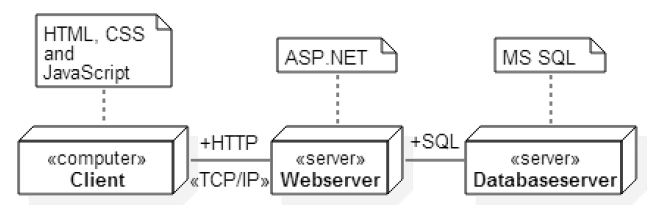 HTML, CSS
and
JavaScript
ASP.NET
MS SQL
«computer»
Client
+HTTP
«TCP/IP»
«server»
Webserver
+SQL
«server»
Databaseserver